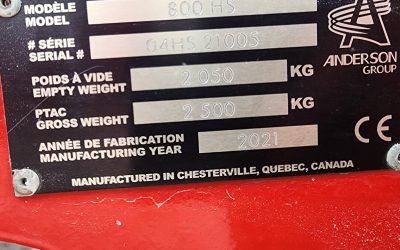 MODÈLE
MODEL
800 HS
# SÉRIE
SERIAL #
04HS 21005
POIDS À VIDE
EMPTY WEIGHT
2 050
KG
PTAC
GROSS WEIGHT
2 500
KG
ANNÉE DE FABRICATION
MANUFACTURING YEAR
2021
ANDERSON
GROUP
CE
MANUFACTURED IN CHESTERVILLE, QUEBEC, CANADA